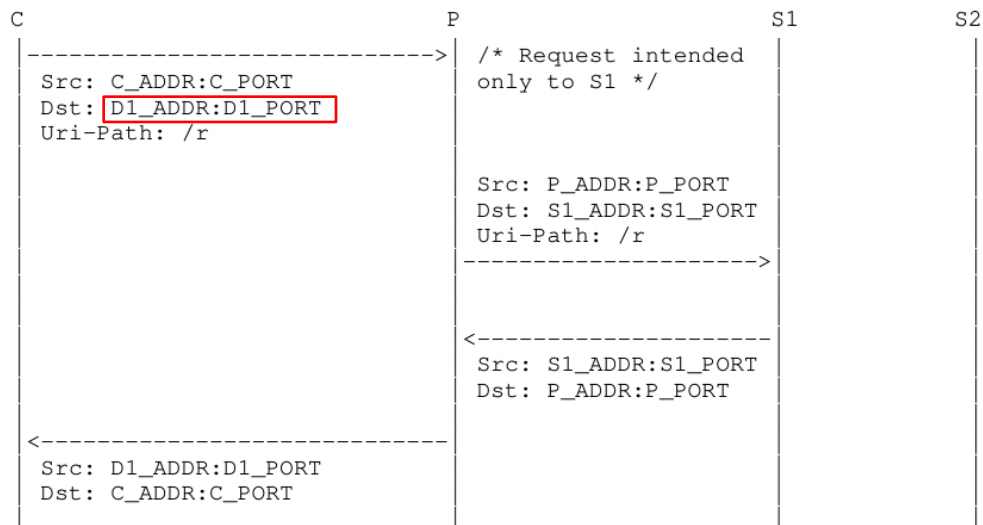 C P S1 S2
|----------------------------->| /* Request intended
Src: C_ADDR:C_PORT only to S1 */
Dst: D1_ADDR:D1_PORT
Uri-Path: /r
Src: P_ADDR:P_PORT
Dst: S1_ADDR:S1_PORT
Uri-Path: /r
|--------------------->|
|<---------------------|
Src: S1_ADDR:S1_PORT
Dst: P_ADDR:P_PORT
|<-----------------------------|
Src: D1_ADDR:D1_PORT
Dst: C_ADDR:C_PORT